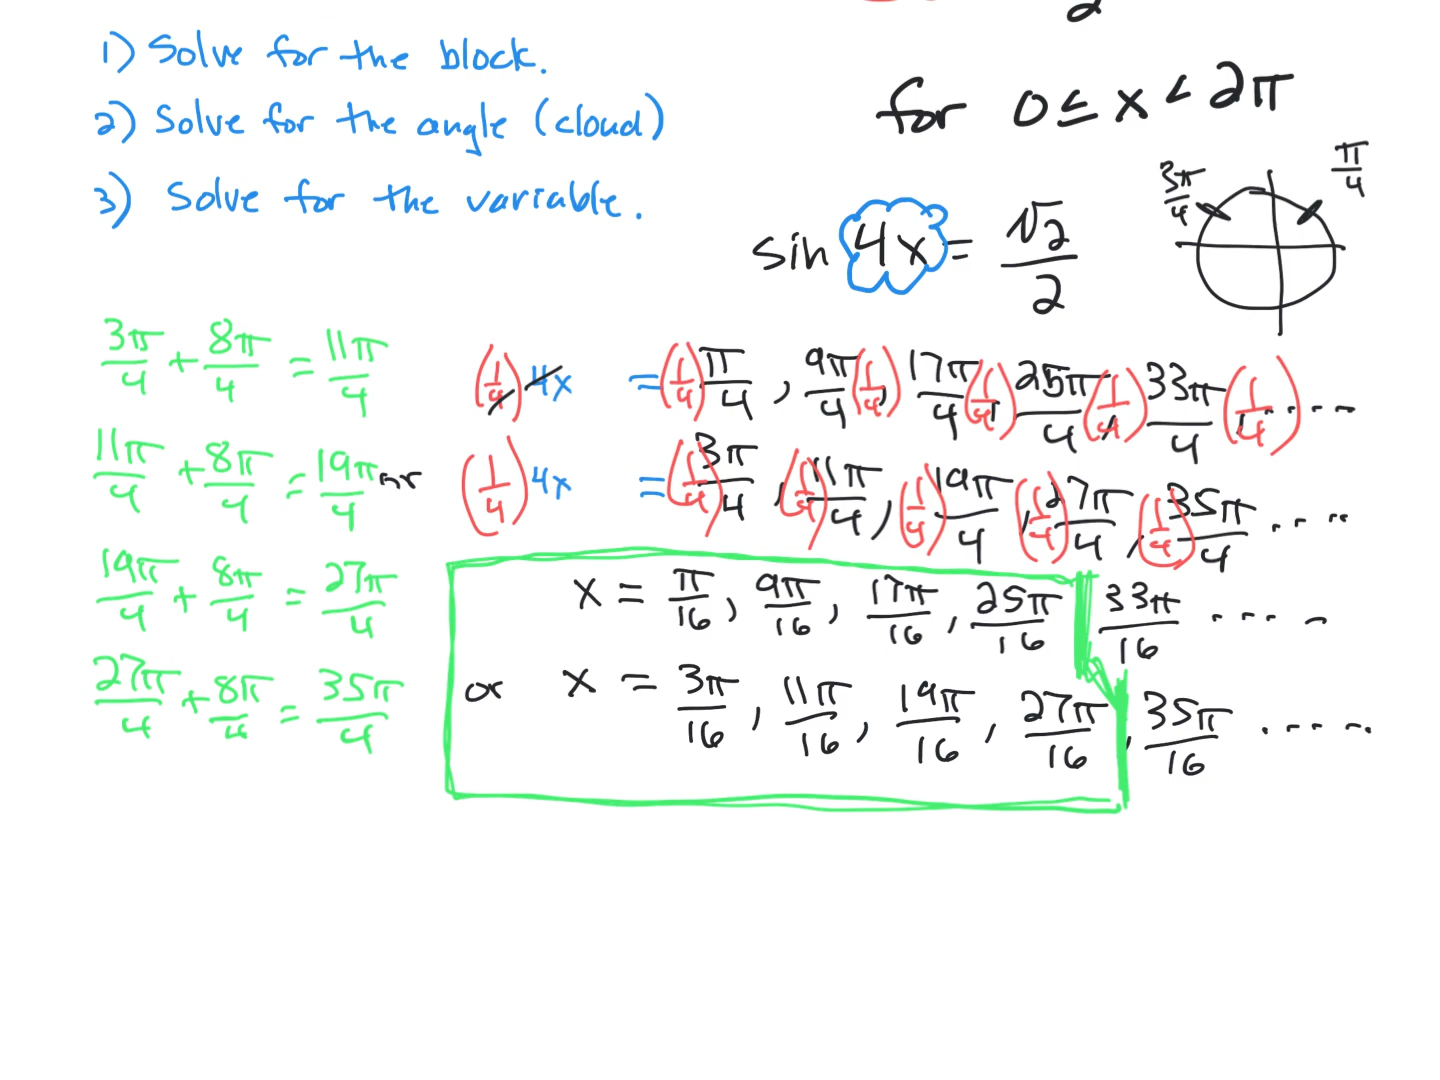 2
1) Solve for the block.
2) Solve for the angle (cloud)
3) Solve for the variable.
for 0 ≤ x < 2π
3π/4 π/4
sin 4x = √2/2
3π/4 + 8π/4 = 11π/4
11π/4 + 8π/4 = 19π/4
19π/4 + 8π/4 = 27π/4
27π/4 + 8π/4 = 35π/4
(1/4) 4x = (1/4) π/4, 9π/4 (1/4), 17π/4 (1/4), 25π/4 (1/4), 33π/4 (1/4) ....
or (1/4) 4x = (1/4) 3π/4, (1/4) 11π/4, (1/4) 19π/4, (1/4) 27π/4, (1/4) 35π/4 ....
x = π/16, 9π/16, 17π/16, 25π/16 33π/16 ....
or x = 3π/16, 11π/16, 19π/16, 27π/16, 35π/16 .....